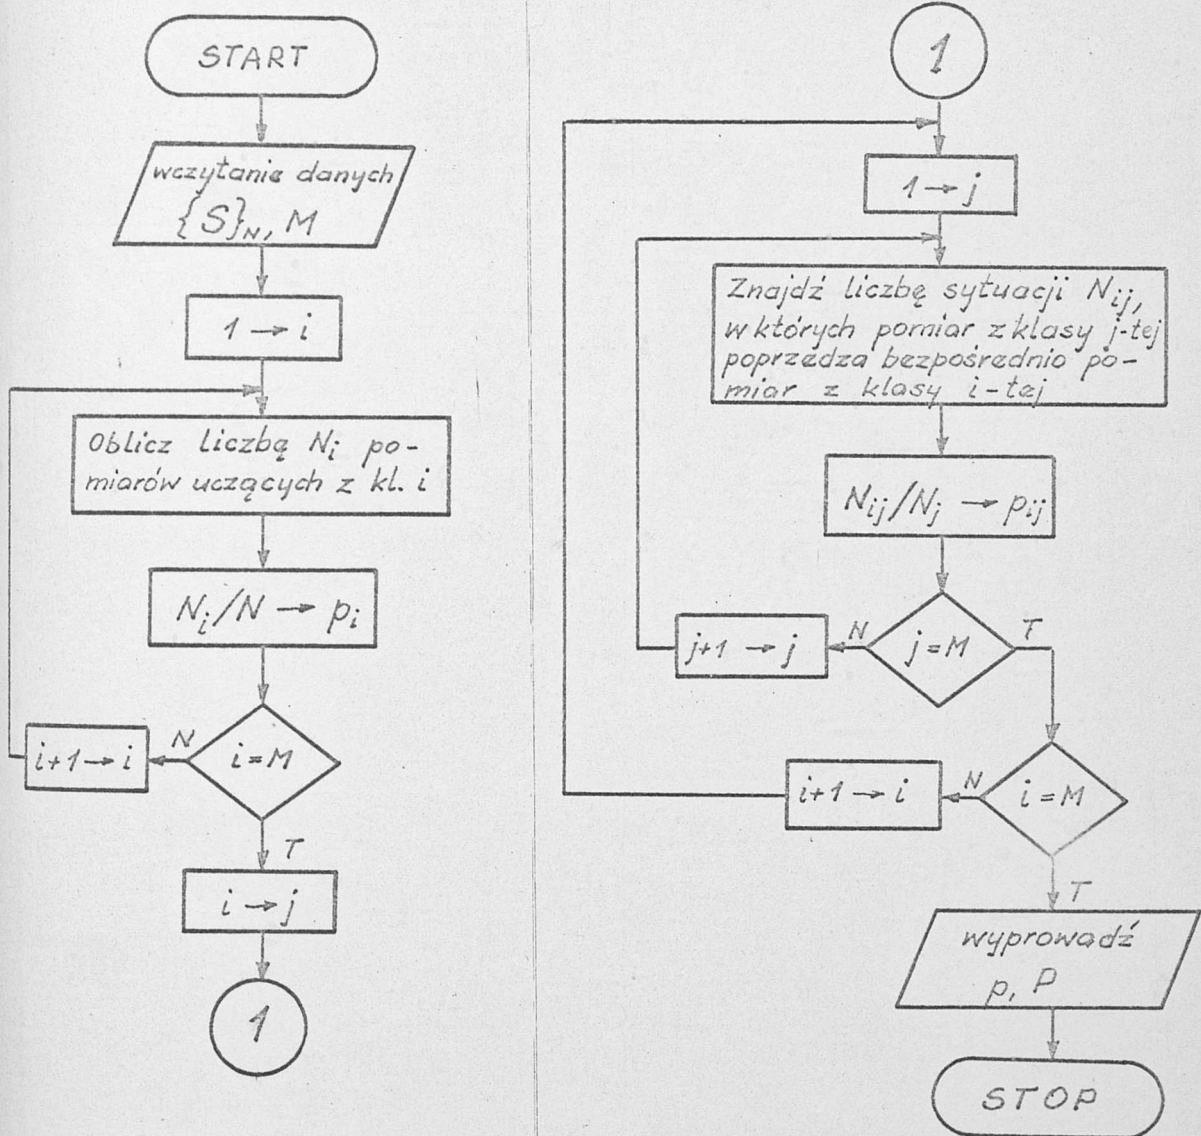 START
wczytanie danych
{S}N, M
1 → i
Oblicz liczbę Ni po-
miarów uczących z kl. i
Ni/N → pi
i=M
N
i+1 → i
T
i → j
1
1
1 → j
Znajdź liczbę sytuacji Nij,
w których pomiar z klasy j-tej
poprzedza bezpośrednio po-
miar z klasy i-tej
Nij/Nj → pij
j=M
N
T
j+1 → j
i=M
N
i+1 → i
T
wyprowadź
p, P
STOP